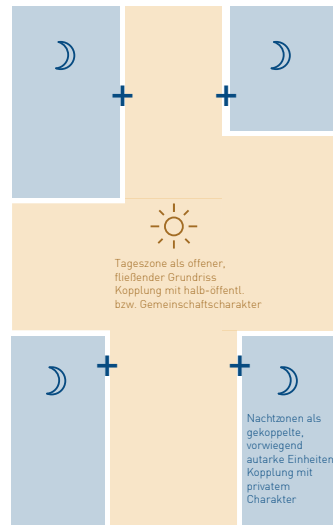 Tageszone als offener,
fließender Grundriss
Kopplung mit halb-öffentl.
bzw. Gemeinschaftscharakter
Nachtzonen als
gekoppelte,
vorwiegend
autarke Einheiten
Kopplung mit
privatem
Charakter